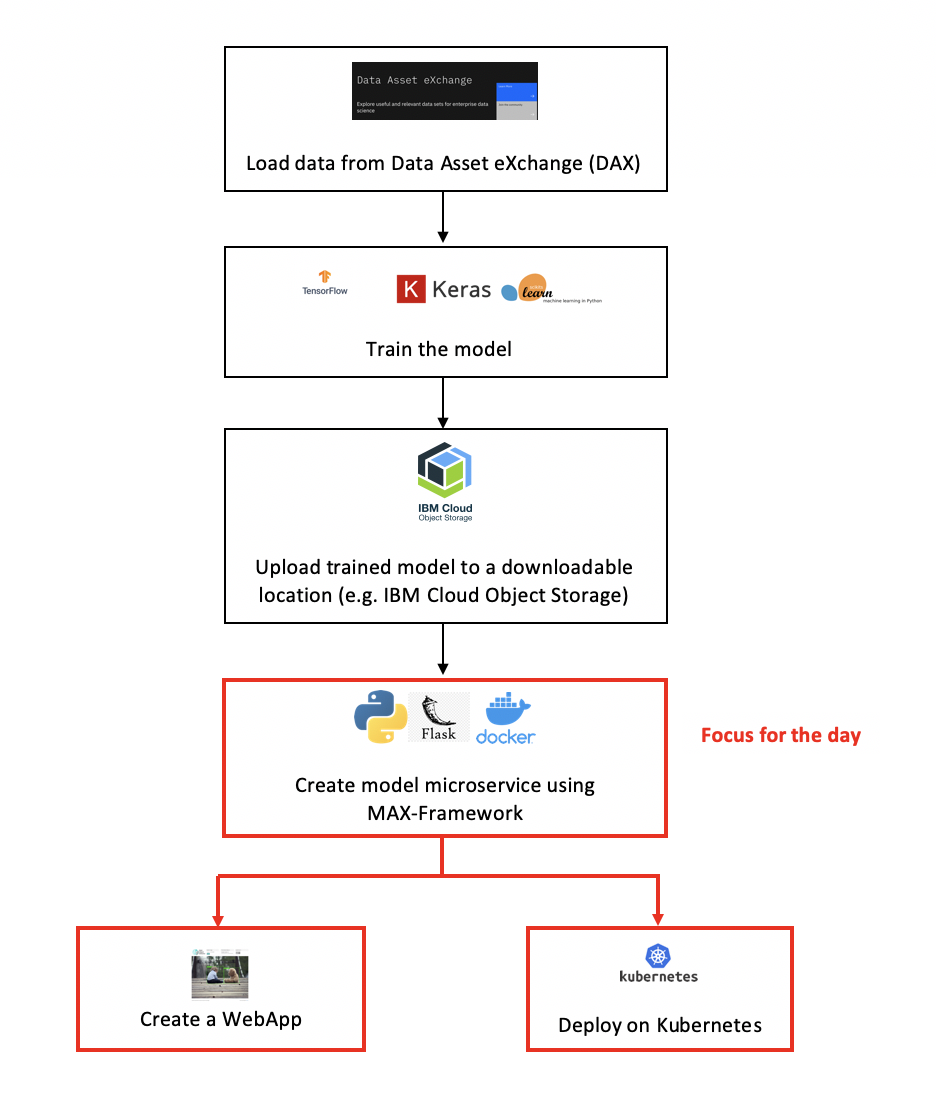 Data Asset eXchange
Explore useful and relevant data sets for enterprise data
science
Load data from Data Asset eXchange (DAX)
TensorFlow
K Keras
learn
machine learning in Python
Train the model
IBM Cloud
Object Storage
Upload trained model to a downloadable
location (e.g. IBM Cloud Object Storage)
Flask
docker
Create model microservice using
MAX-Framework
Focus for the day
Create a WebApp
kubernetes
Deploy on Kubernetes